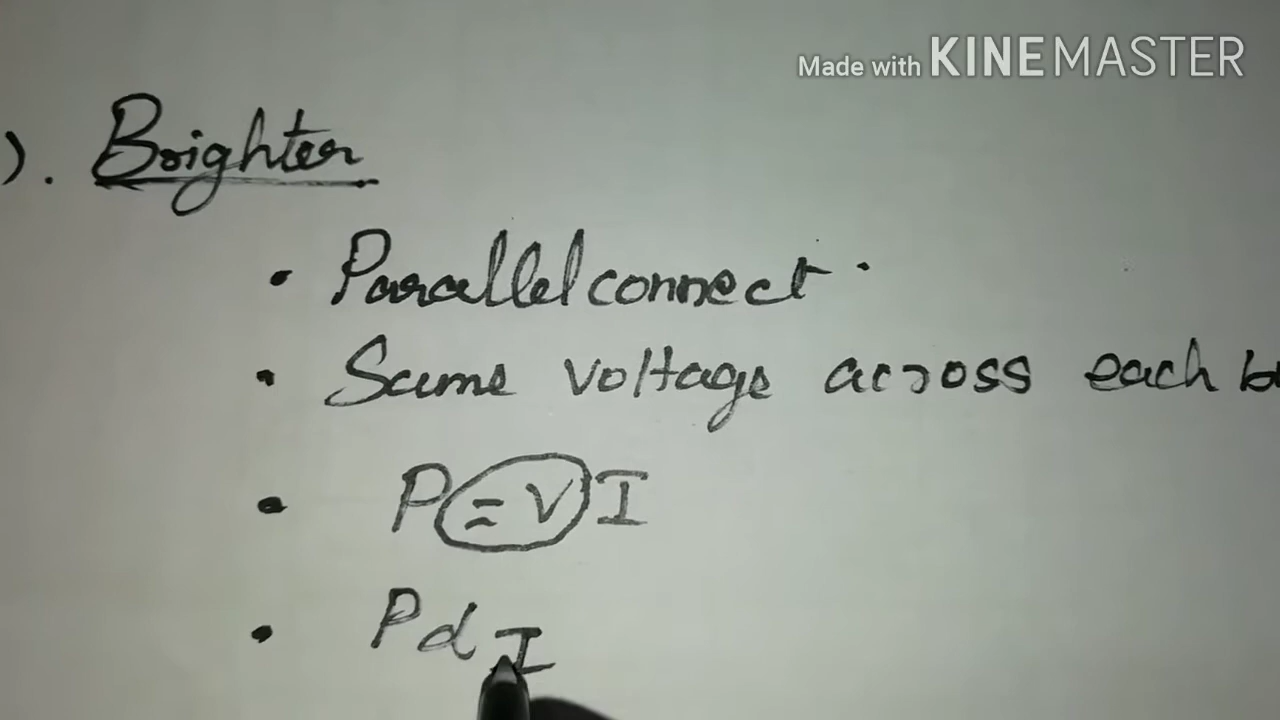 Made with KINEMASTER
). Brighter
• Parallel connect •
• Same voltage across each b
• P = V I
• P α I